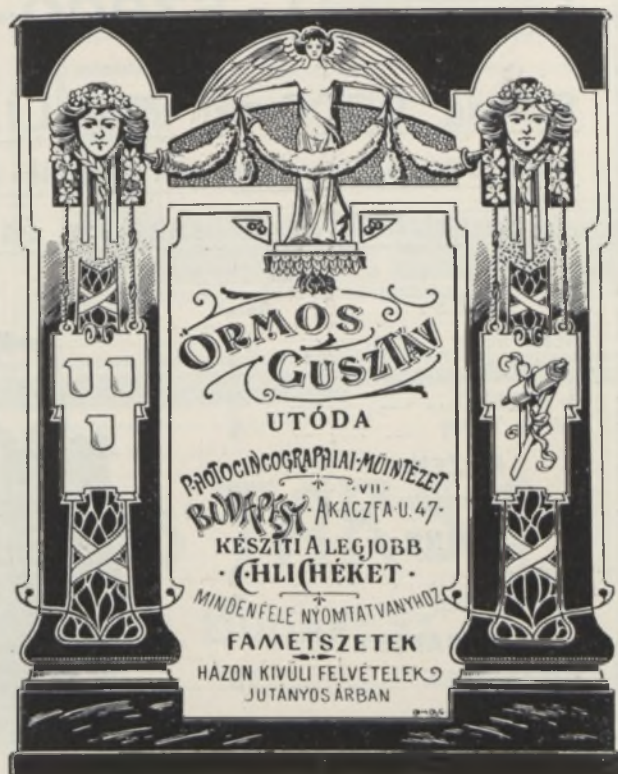 ORMOS
GUSZTÁV
UTÓDA
PHOTOCINCOGRAPHIAI-MŰINTÉZET
BUDAPEST · VII · AKÁCZFA-U. 47·
KÉSZITI A LEGJOBB
· CHLICHÉKET ·
MINDENFÉLE NYOMTATVANYHOZ
FAMETSZETEK
HÁZON KIVÜLI FELVÉTELEK
JUTÁNYOS ÁRBAN